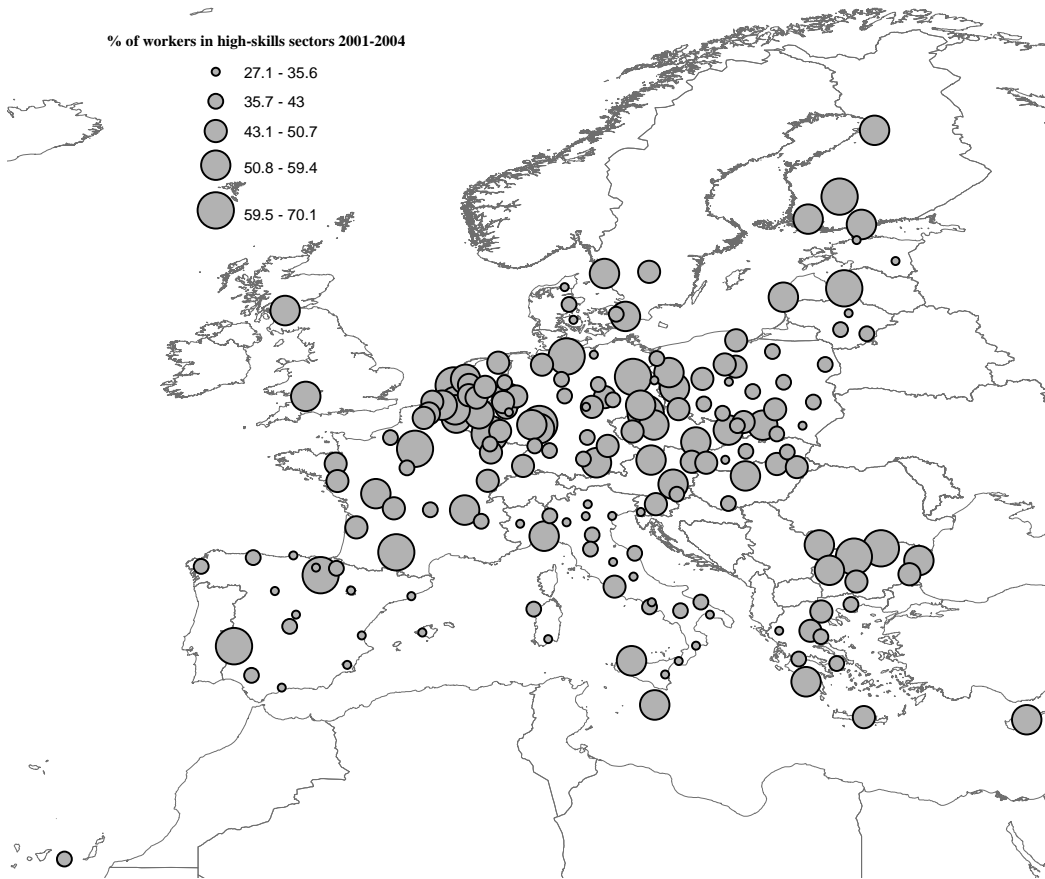 % of workers in high-skills sectors 2001-2004
27.1 - 35.6
35.7 - 43
43.1 - 50.7
50.8 - 59.4
59.5 - 70.1